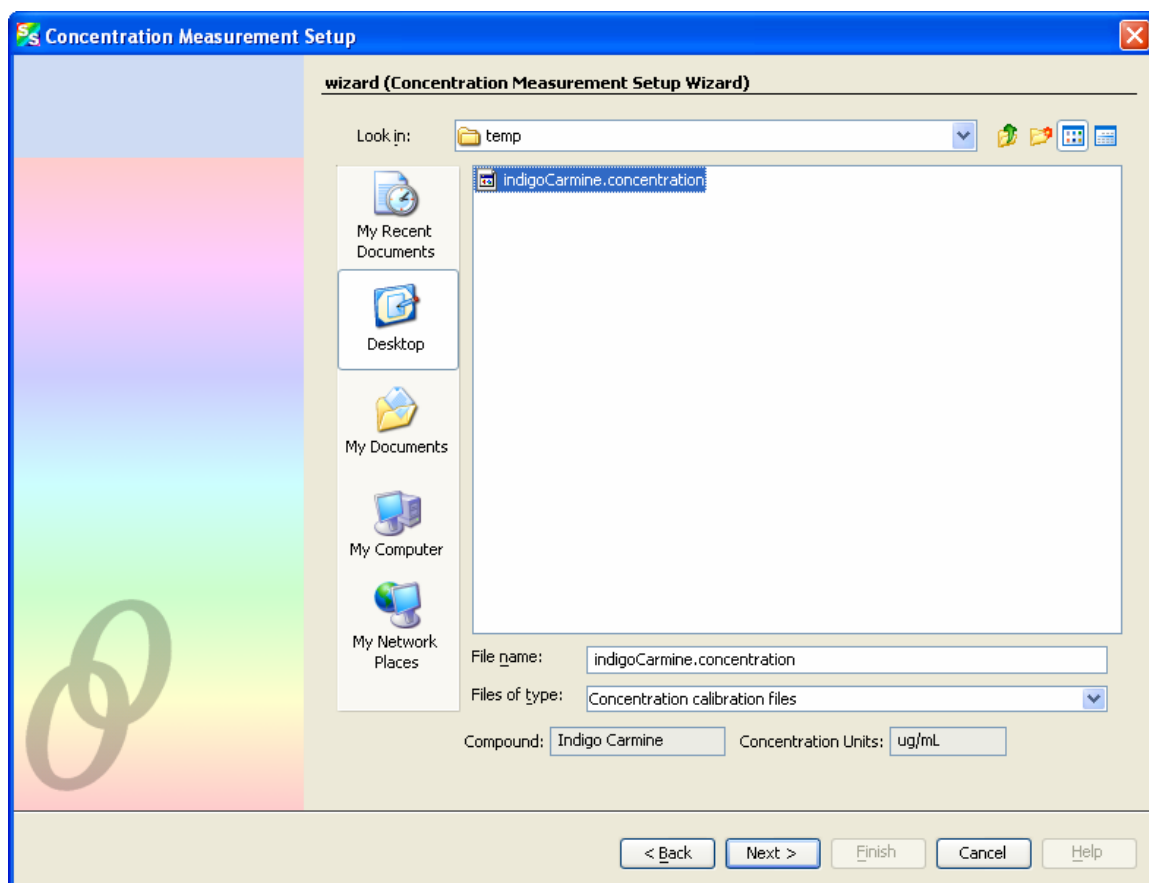 Concentration Measurement Setup
wizard (Concentration Measurement Setup Wizard)
Look in:
temp
indigoCarmine.concentration
My Recent
Documents
Desktop
My Documents
My Computer
My Network
Places
File name:
indigoCarmine.concentration
Files of type:
Concentration calibration files
Compound:
Indigo Carmine
Concentration Units:
ug/mL
< Back
Next >
Finish
Cancel
Help